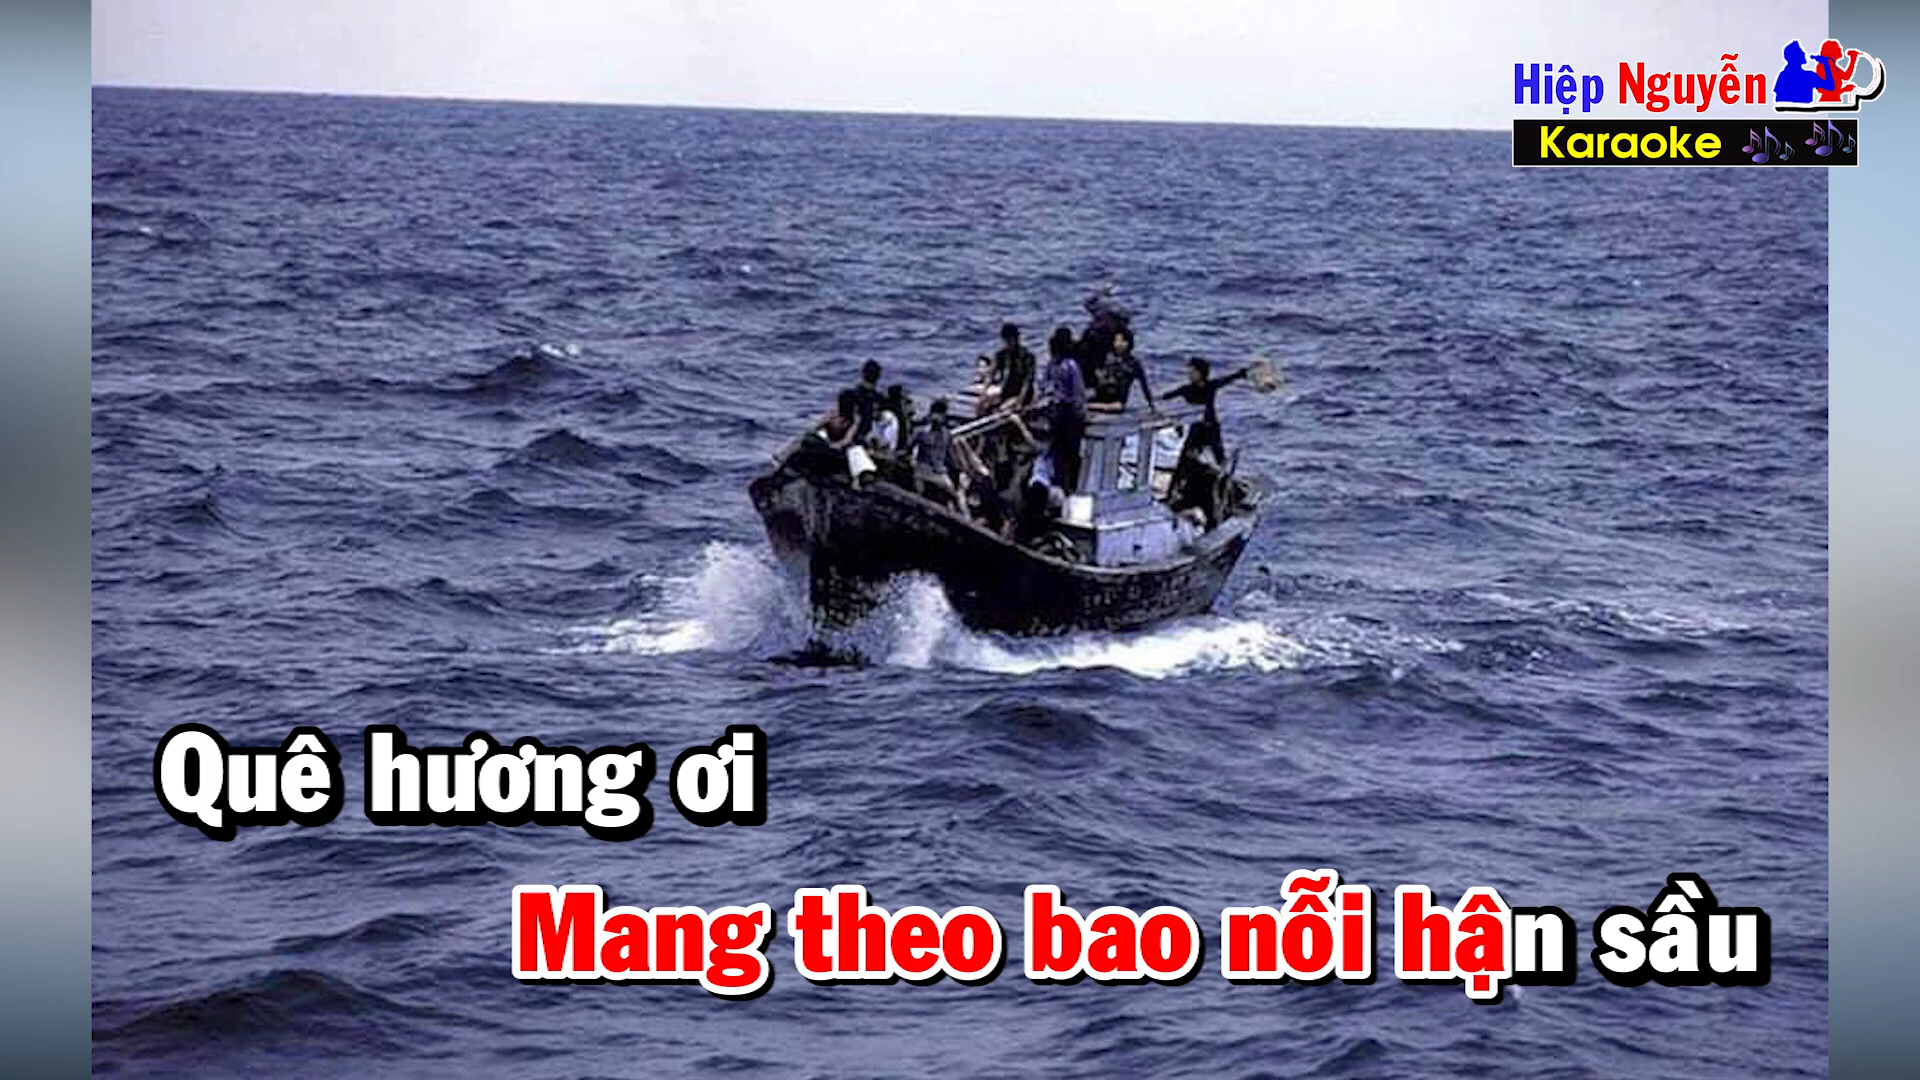 Hiệp Nguyễn
Karaoke
Quê hương ơi
Mang theo bao nỗi hận sầu